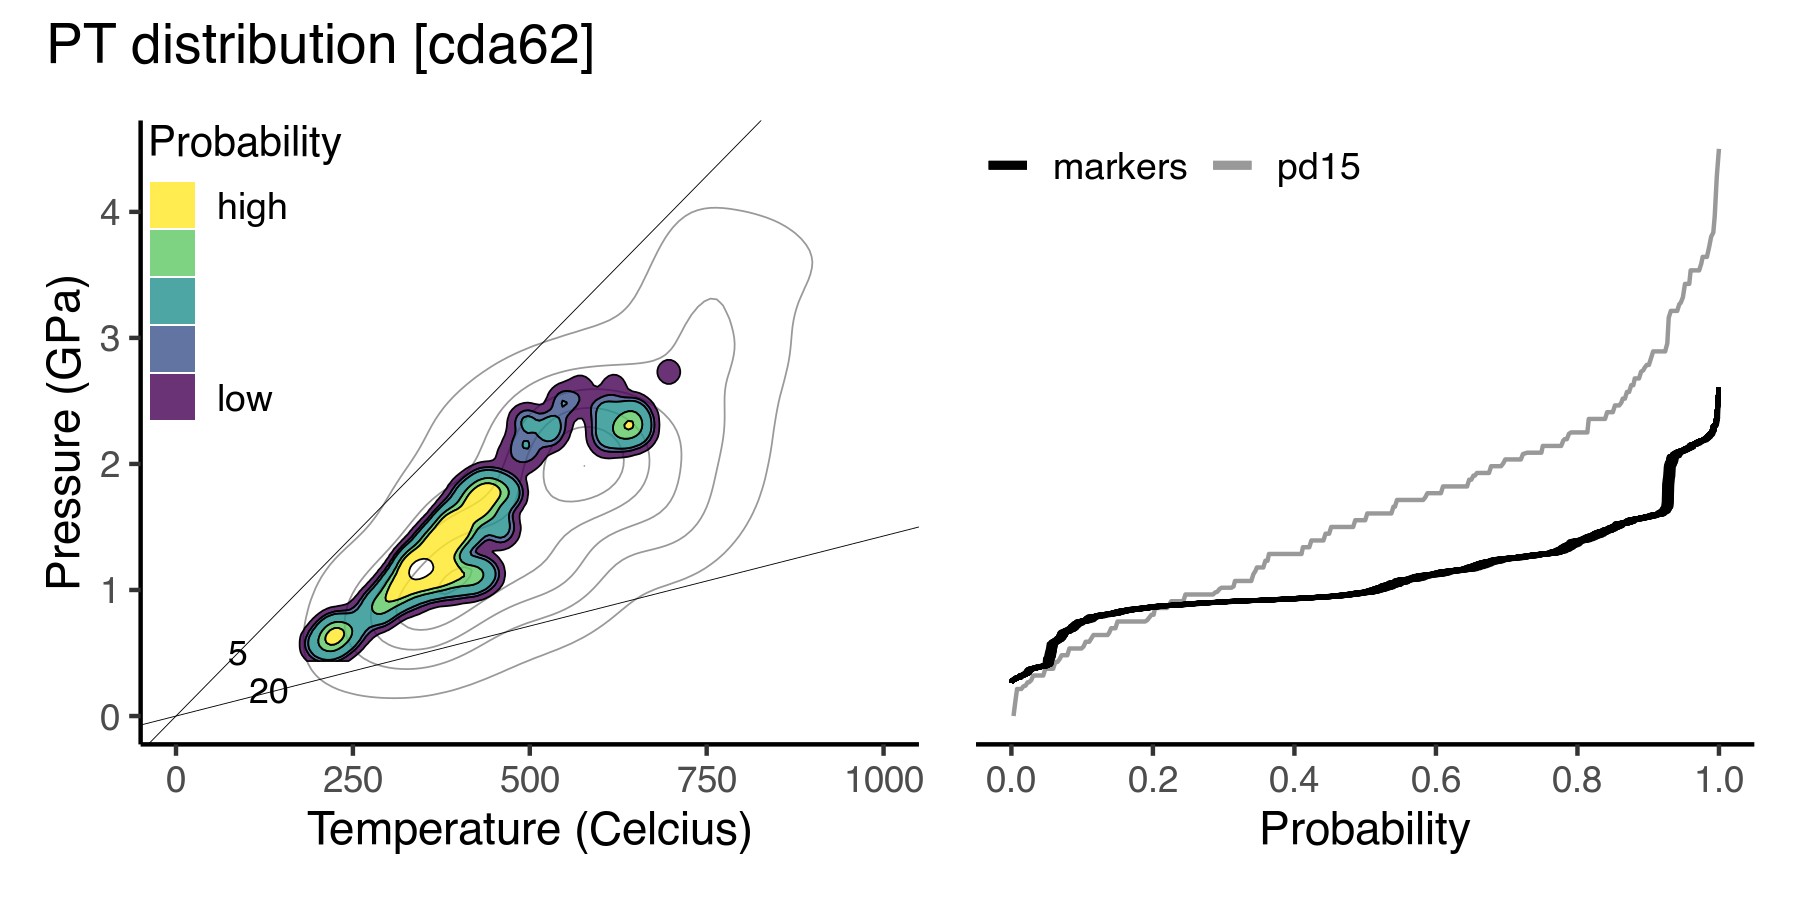 PT distribution [cda62]
Probability
high
low
markers
pd15
4
3
2
1
0
Pressure (GPa)
5
20
0
250
500
750
1000
Temperature (Celcius)
0.0
0.2
0.4
0.6
0.8
1.0
Probability